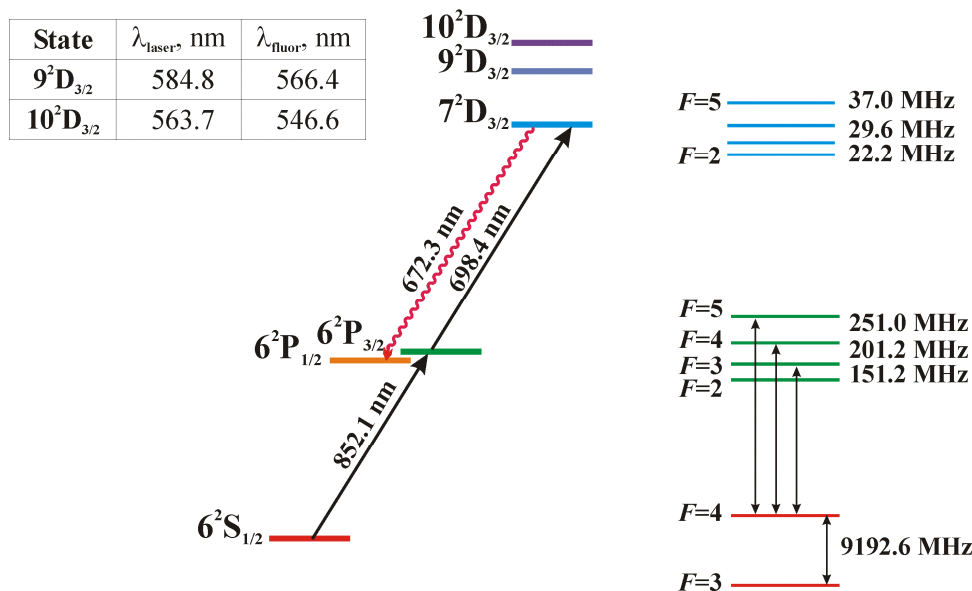 State λlaser, nm λfluor, nm
9²D3/2 584.8 566.4
10²D3/2 563.7 546.6
10²D3/2
9²D3/2
7²D3/2
672.3 nm
698.4 nm
6²P3/2
6²P1/2
852.1 nm
6²S1/2
F=5 37.0 MHz
29.6 MHz
F=2 22.2 MHz
F=5 251.0 MHz
F=4 201.2 MHz
F=3 151.2 MHz
F=2
F=4
9192.6 MHz
F=3